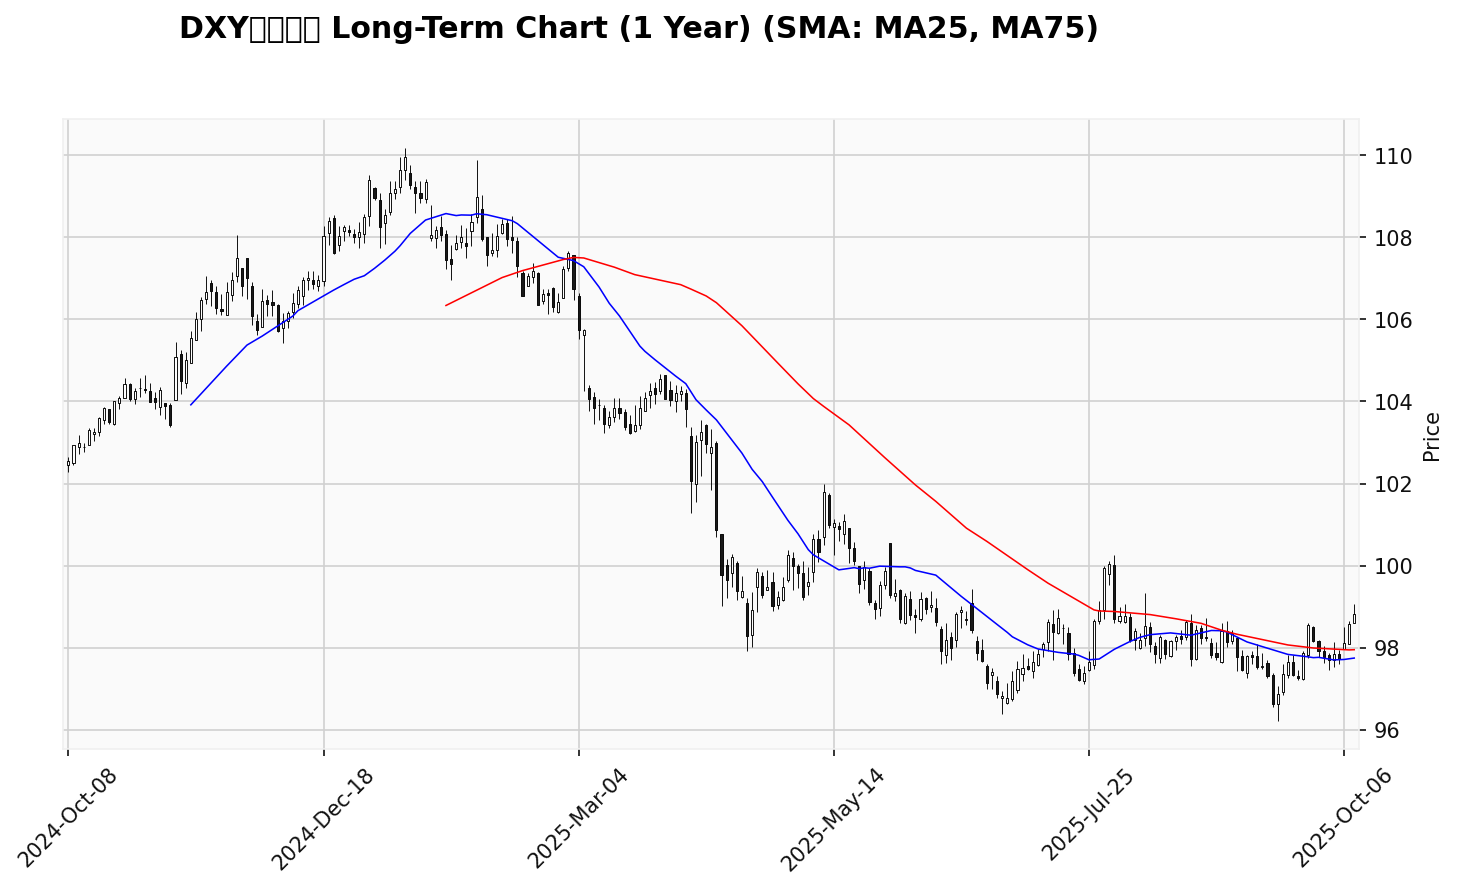 DXY Long-Term Chart (1 Year) (SMA: MA25, MA75)
110
108
106
104
102
100
98
96
Price
2024-Oct-08
2024-Dec-18
2025-Mar-04
2025-May-14
2025-Jul-25
2025-Oct-06